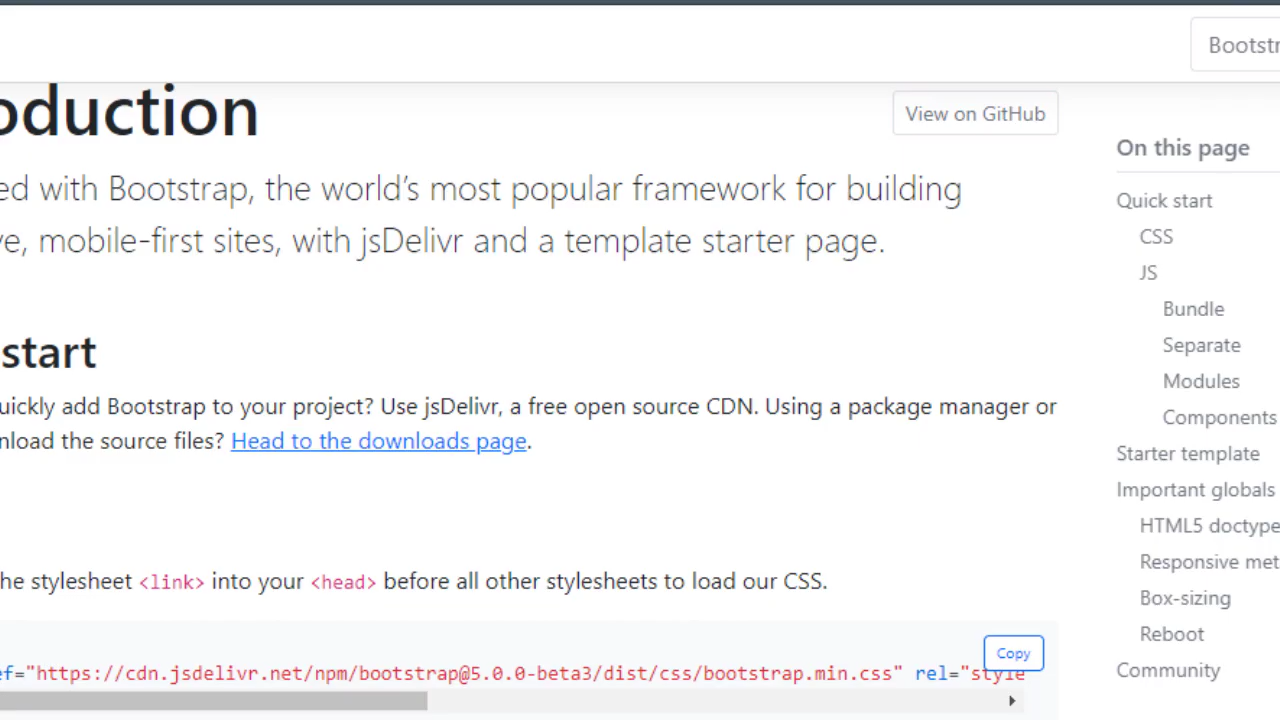 Bootstr
oduction
View on GitHub
ed with Bootstrap, the world's most popular framework for building
ve, mobile-first sites, with jsDelivr and a template starter page.
start
uickly add Bootstrap to your project? Use jsDelivr, a free open source CDN. Using a package manager or
nload the source files? Head to the downloads page.
he stylesheet <link> into your <head> before all other stylesheets to load our CSS.
Copy
ef="https://cdn.jsdelivr.net/npm/bootstrap@5.0.0-beta3/dist/css/bootstrap.min.css" rel="style
On this page
Quick start
CSS
JS
Bundle
Separate
Modules
Components
Starter template
Important globals
HTML5 doctype
Responsive met
Box-sizing
Reboot
Community